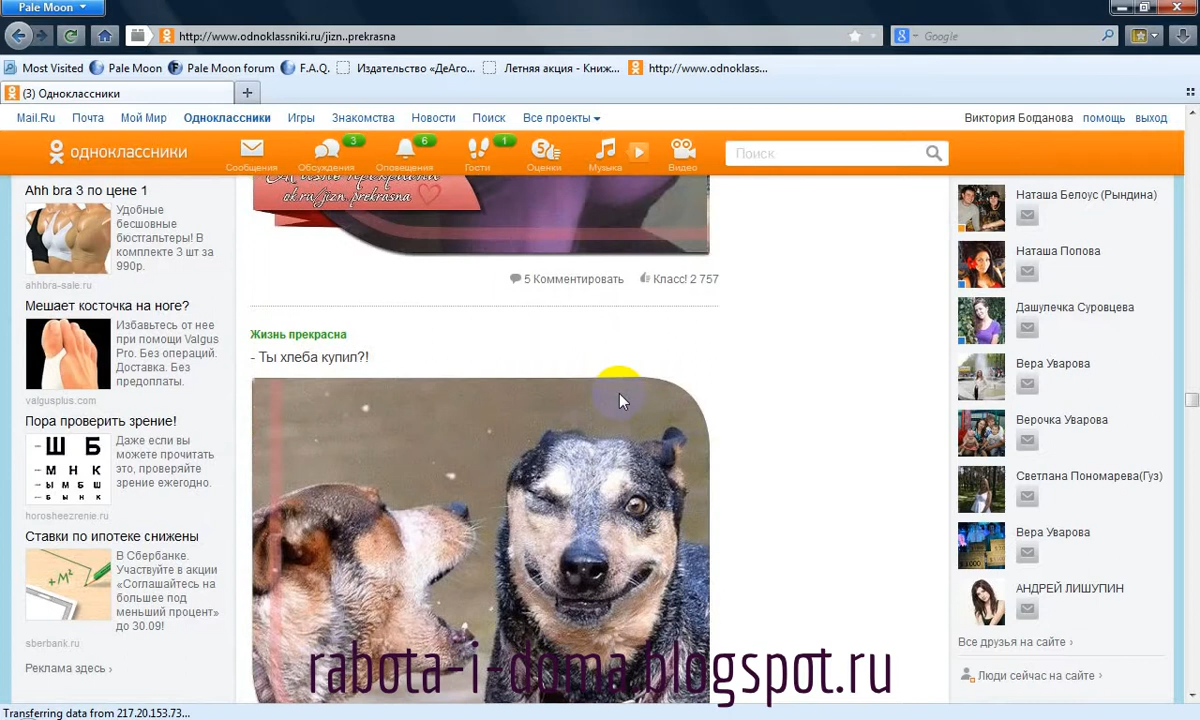 Pale Moon
http://www.odnoklassniki.ru/jizn..prekrasna
Google
Most Visited
Pale Moon
Pale Moon forum
F.A.Q.
Издательство «ДеАго...
Летняя акция - Книж...
http://www.odnoklass...
(3) Одноклассники
Mail.Ru
Почта
Мой Мир
Одноклассники
Игры
Знакомства
Новости
Поиск
Все проекты
Виктория Богданова
помощь
выход
одноклассники
Сообщения
3
Обсуждения
6
Оповещения
1
Гости
5
Оценки
Музыка
Видео
Поиск
Ahh bra 3 по цене 1
Удобные
бесшовные
бюстгальтеры! В
комплекте 3 шт за
990р.
ahhbra-sale.ru
Мешает косточка на ноге?
Избавьтесь от нее
при помощи Valgus
Pro. Без операций.
Доставка. Без
предоплаты.
valgusplus.com
Пора проверить зрение!
Даже если вы
можете прочитать
это, проверяйте
зрение ежегодно.
Ш Б
М Н К
Ы М Б Ш
Б Ы Н К
horosheezrenie.ru
Ставки по ипотеке снижены
+М²
В Сбербанке.
Участвуйте в акции
«Соглашайтесь на
большее под
меньший процент»
до 30.09!
sberbank.ru
Реклама здесь ›
ok.ru/jizn.prekrasna
5 Комментировать
Класс! 2 757
Жизнь прекрасна
- Ты хлеба купил?!
Наташа Белоус (Рындина)
Наташа Попова
Дашулечка Суровцева
Вера Уварова
Верочка Уварова
Светлана Пономарева(Гуз)
Вера Уварова
АНДРЕЙ ЛИШУПИН
Все друзья на сайте ›
Люди сейчас на сайте ›
rabota-i-doma.blogspot.ru
Transferring data from 217.20.153.73...